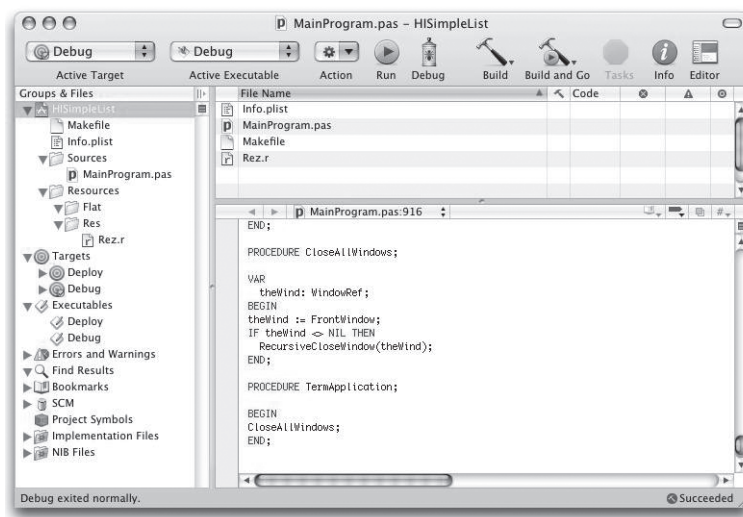 MainProgram.pas – HISimpleList
Debug
Debug
Active Target
Active Executable
Action
Run
Debug
Build
Build and Go
Tasks
Info
Editor
Groups & Files
HISimpleList
Makefile
Info.plist
Sources
MainProgram.pas
Resources
Flat
Res
Rez.r
Targets
Deploy
Debug
Executables
Deploy
Debug
Errors and Warnings
Find Results
Bookmarks
SCM
Project Symbols
Implementation Files
NIB Files
File Name
Code
Info.plist
MainProgram.pas
Makefile
Rez.r
MainProgram.pas:916
END;
PROCEDURE CloseAllWindows;
VAR
theWind: WindowRef;
BEGIN
theWind := FrontWindow;
IF theWind <> NIL THEN
RecursiveCloseWindow(theWind);
END;
PROCEDURE TermApplication;
BEGIN
CloseAllWindows;
END;
Debug exited normally.
Succeeded